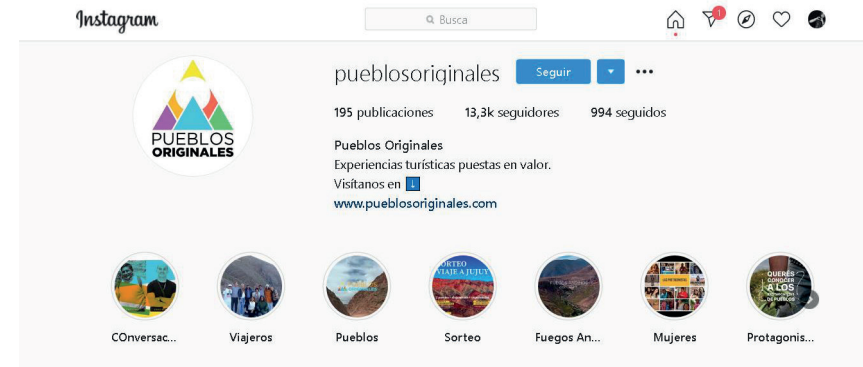 Instagram
Busca
1
pueblosoriginales Seguir
195 publicaciones 13,3k seguidores 994 seguidos
PUEBLOS
ORIGINALES
Pueblos Originales
Experiencias turísticas puestas en valor.
Visítanos en ↓
www.pueblosoriginales.com
SORTEO
VIAJE A JUJUY
QUERÉS
CONOCER
A LOS
DE PUEBLOS
COnversac... Viajeros Pueblos Sorteo Fuegos An... Mujeres Protagonis...